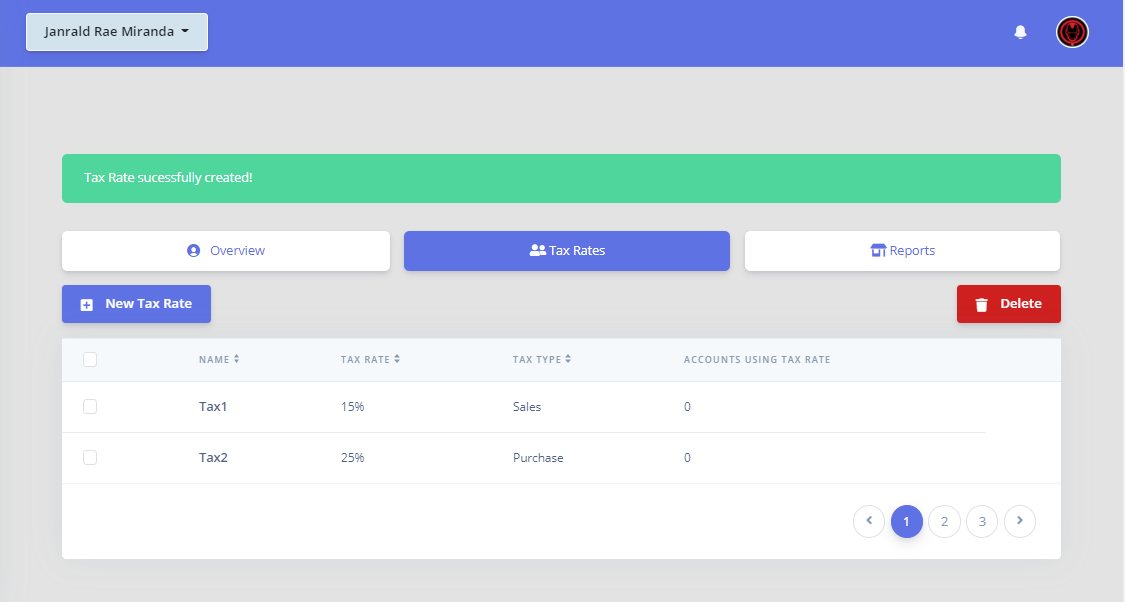 Janrald Rae Miranda
Tax Rate sucessfully created!
Overview
Tax Rates
Reports
New Tax Rate
Delete
NAME TAX RATE TAX TYPE ACCOUNTS USING TAX RATE
Tax1 15% Sales 0
Tax2 25% Purchase 0
1 2 3